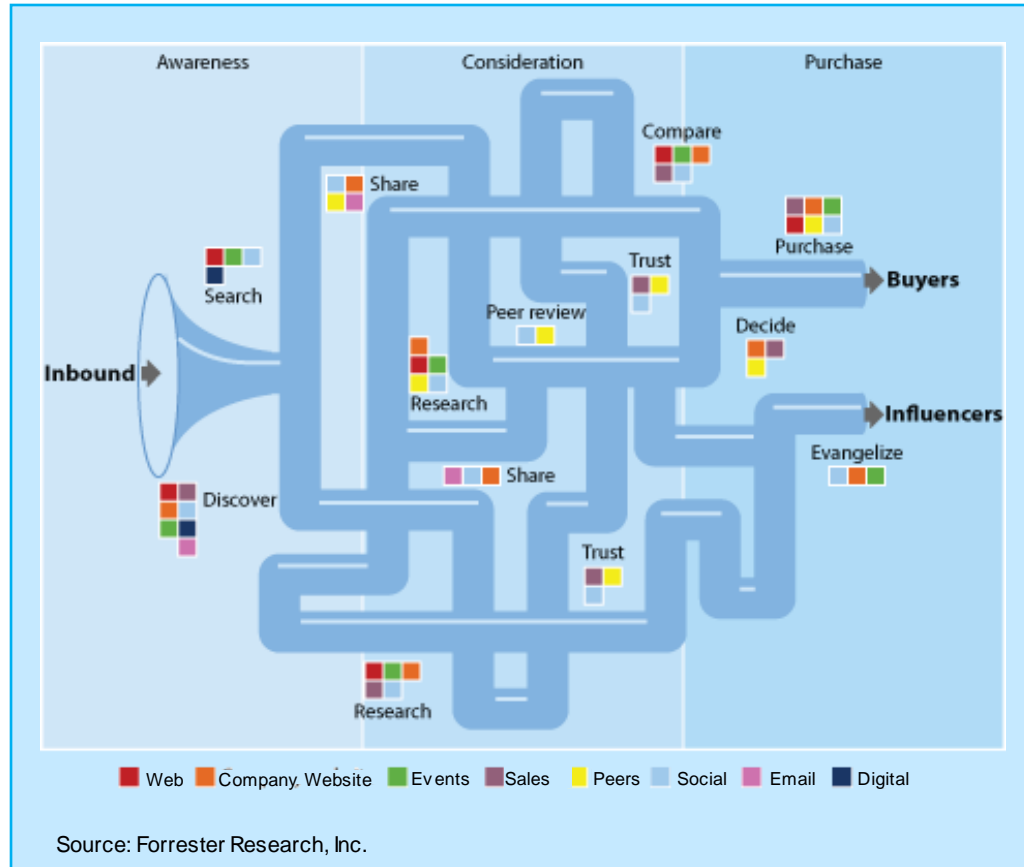 Awareness
Consideration
Purchase
Compare
Share
Purchase
Trust
Search
Buyers
Peer review
Decide
Inbound
Research
Influencers
Evangelize
Share
Discover
Trust
Research
Web
Company, Website
Events
Sales
Peers
Social
Email
Digital
Source: Forrester Research, Inc.